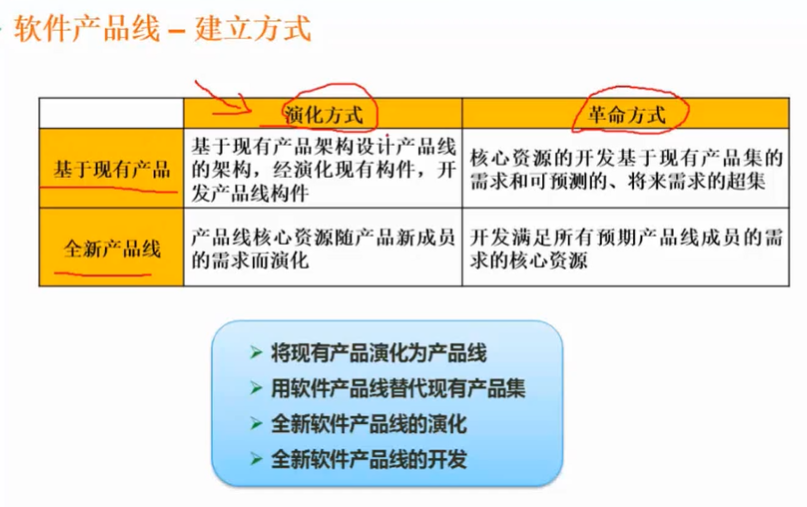 软件产品线 – 建立方式
演化方式
革命方式
基于现有产品
基于现有产品架构设计产品线
的架构，经演化现有构件，开
发产品线构件
核心资源的开发基于现有产品集的
需求和可预测的、将来需求的超集
全新产品线
产品线核心资源随产品新成员
的需求而演化
开发满足所有预期产品线成员的需
求的核心资源
➢ 将现有产品演化为产品线
➢ 用软件产品线替代现有产品集
➢ 全新软件产品线的演化
➢ 全新软件产品线的开发